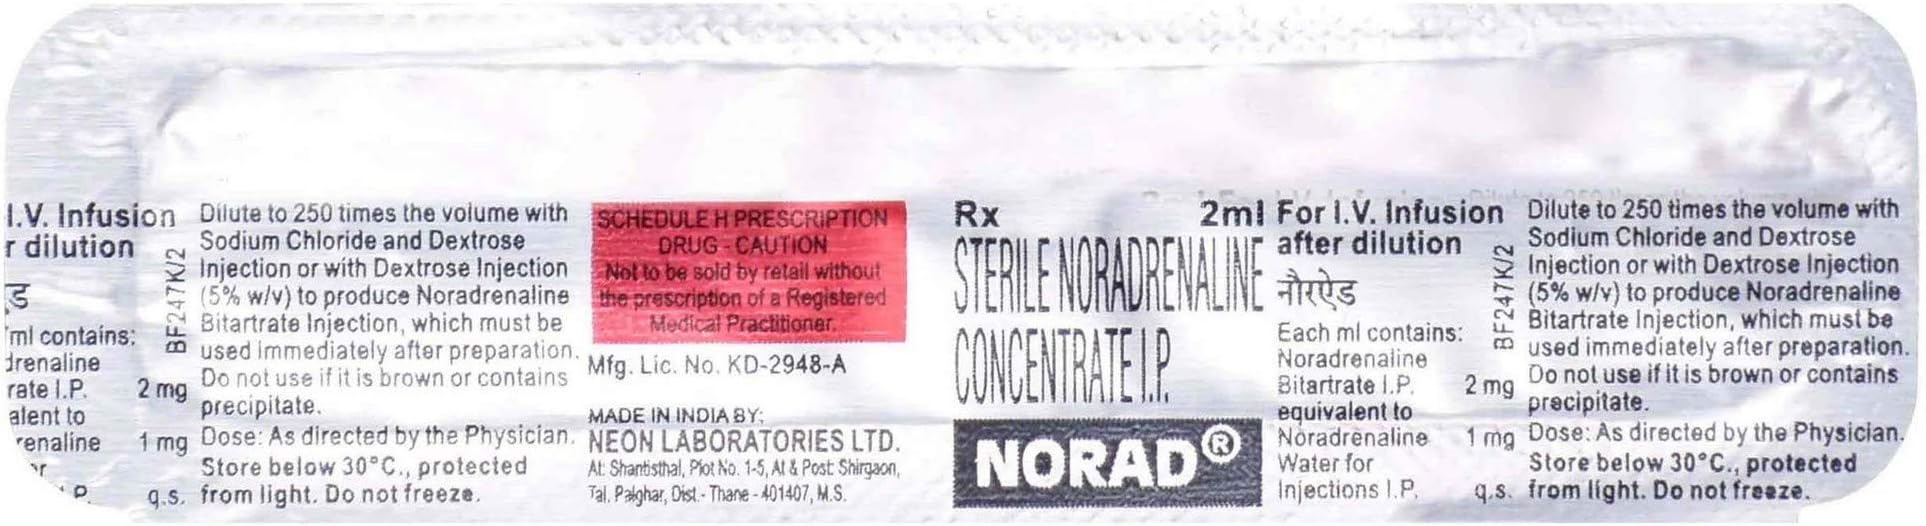 I.V. Infusion
dilution
ml contains:
rate I.P. 2 mg
alent to
1 mg
q.s.
BF247K/2
Dilute to 250 times the volume with
Sodium Chloride and Dextrose
Injection or with Dextrose Injection
(5% w/v) to produce Noradrenaline
Bitartrate Injection, which must be
used immediately after preparation.
Do not use if it is brown or contains
precipitate.
Dose: As directed by the Physician.
Store below 30°C., protected
from light. Do not freeze.
SCHEDULE H PRESCRIPTION
DRUG - CAUTION
Not to be sold by retail without
the prescription of a Registered
Medical Practitioner.
Mfg. Lic. No. KD-2948-A
MADE IN INDIA BY:
NEON LABORATORIES LTD.
At: Shantisthal, Plot No. 1-5, At & Post: Shirgaon,
Tal. Palghar, Dist.- Thane - 401407, M.S.
Rx 2ml
STERILE NORADRENALINE
CONCENTRATE I.P.
NORAD®
For I.V. Infusion
after dilution
नौरऐड
Each ml contains:
Noradrenaline
Bitartrate I.P. 2 mg
equivalent to
Noradrenaline 1 mg
Water for
Injections I.P. q.s.
BF247K/2
Dilute to 250 times the volume with
Sodium Chloride and Dextrose
Injection or with Dextrose Injection
(5% w/v) to produce Noradrenaline
Bitartrate Injection, which must be
used immediately after preparation.
Do not use if it is brown or contains
precipitate.
Dose: As directed by the Physician.
Store below 30°C., protected
from light. Do not freeze.